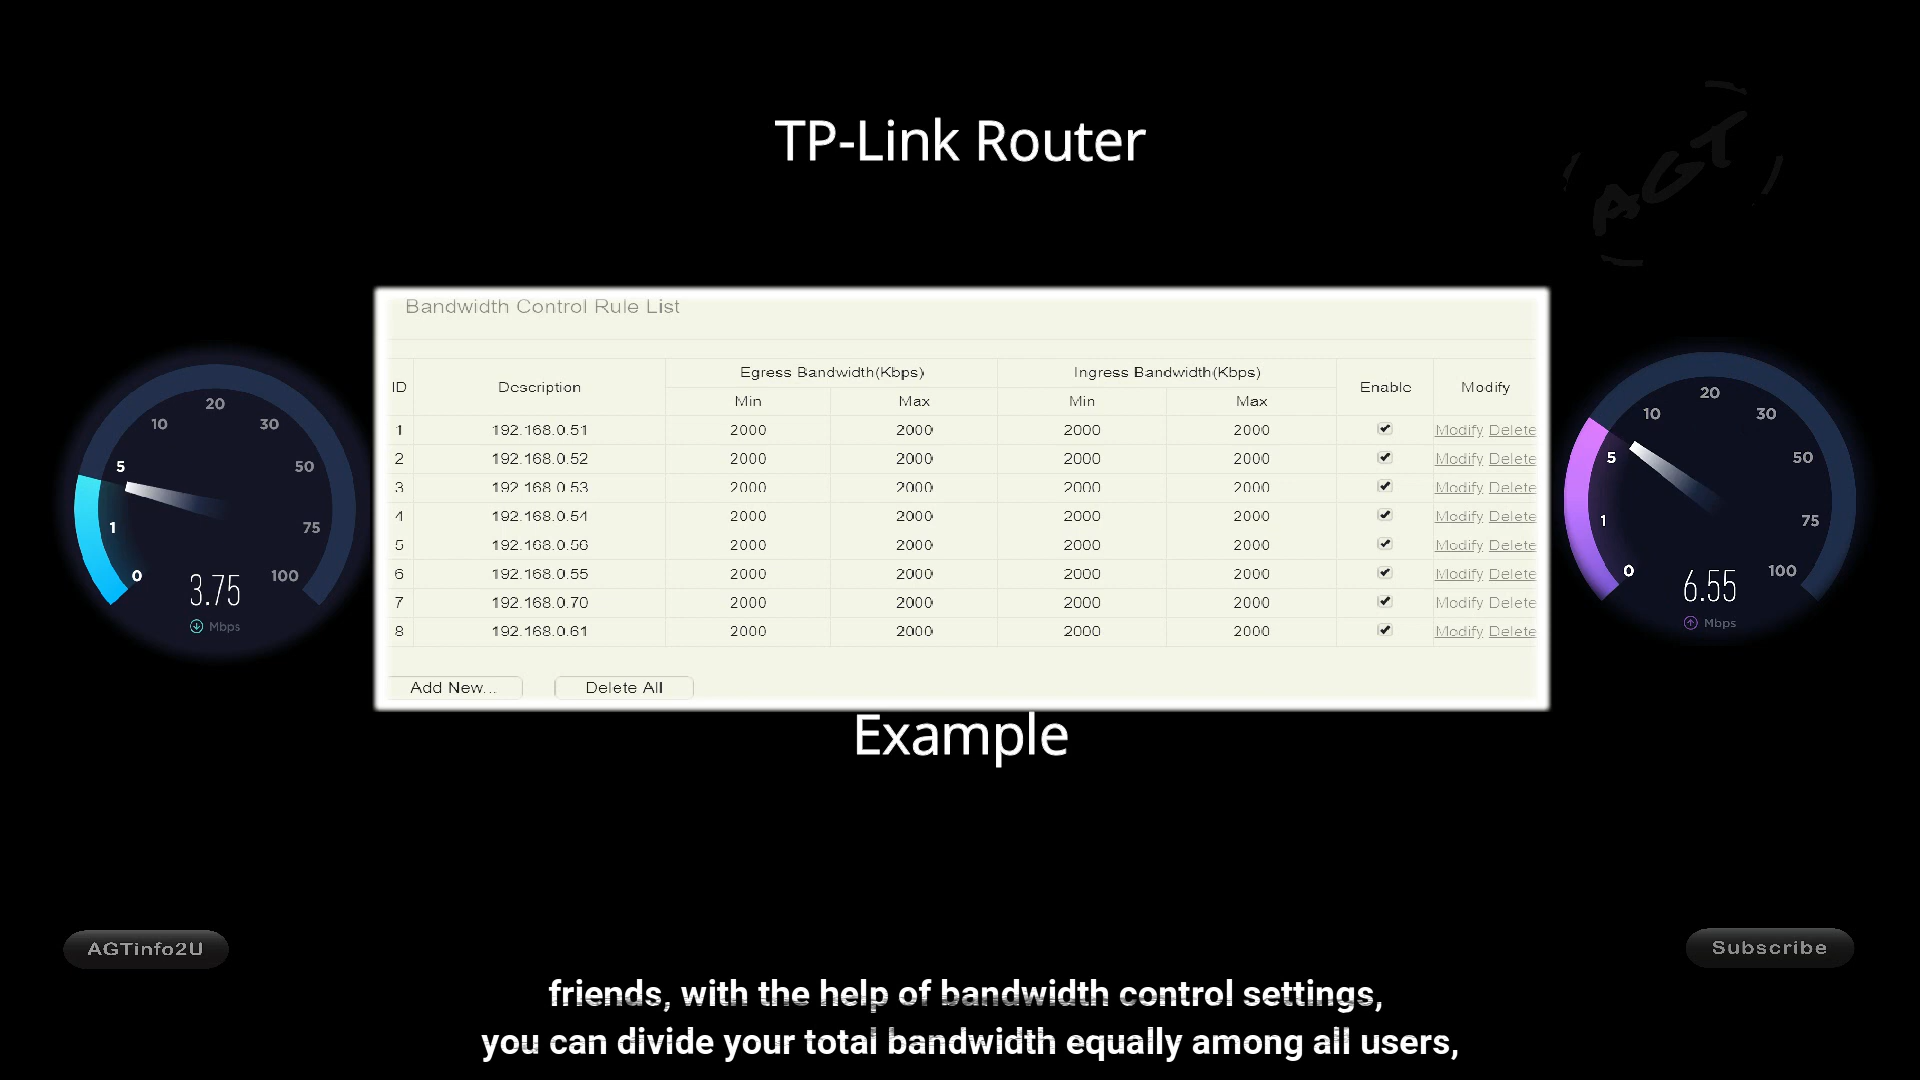 TP-Link Router
AGT
Bandwidth Control Rule List
ID Description Egress Bandwidth(Kbps) Ingress Bandwidth(Kbps) Enable Modify
Min Max Min Max
1 192.168.0.51 2000 2000 2000 2000 Modify Delete
2 192.168.0.52 2000 2000 2000 2000 Modify Delete
3 192.168.0.53 2000 2000 2000 2000 Modify Delete
4 192.168.0.54 2000 2000 2000 2000 Modify Delete
5 192.168.0.56 2000 2000 2000 2000 Modify Delete
6 192.168.0.55 2000 2000 2000 2000 Modify Delete
7 192.168.0.70 2000 2000 2000 2000 Modify Delete
8 192.168.0.61 2000 2000 2000 2000 Modify Delete
Add New... Delete All
0 1 5 10 20 30 50 75 100
3.75
Mbps
0 1 5 10 20 30 50 75 100
6.55
Mbps
Example
AGTinfo2U
Subscribe
friends, with the help of bandwidth control settings,
you can divide your total bandwidth equally among all users,